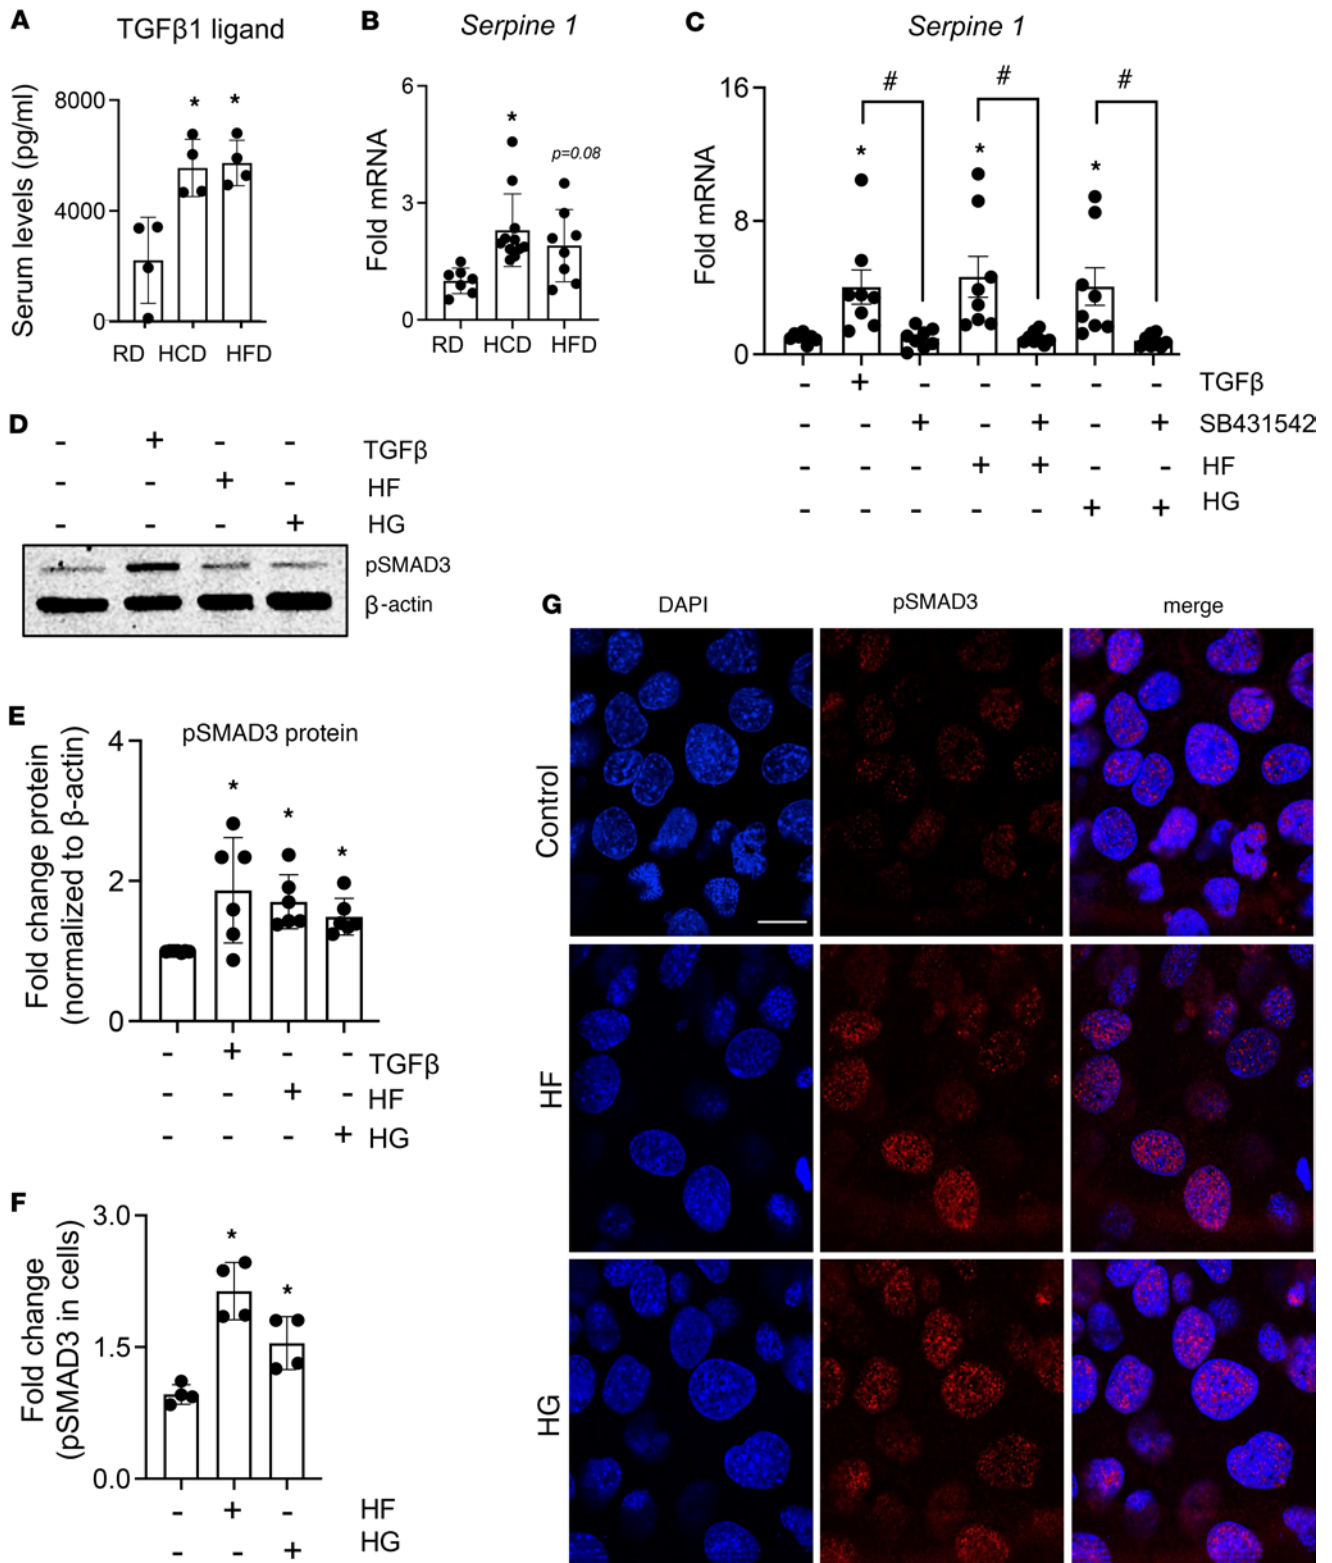 A TGFβ1 ligand
Serum levels (pg/ml)
8000
4000
0
* *
RD HCD HFD
B Serpine 1
Fold mRNA
6
3
0
*
p=0.08
RD HCD HFD
C Serpine 1
Fold mRNA
16
8
0
# # #
* * *
- + - - - - - TGFβ
- - + - + - + SB431542
- - - + + - - HF
- - - - - + + HG
D
- + - - TGFβ
- - + - HF
- - - + HG
pSMAD3
β-actin
E pSMAD3 protein
Fold change protein
(normalized to β-actin)
4
2
0
* * *
- + - - TGFβ
- - + - HF
- - - + HG
F
Fold change
(pSMAD3 in cells)
3.0
1.5
0.0
* *
- + - HF
- - + HG
G DAPI pSMAD3 merge
Control
HF
HG